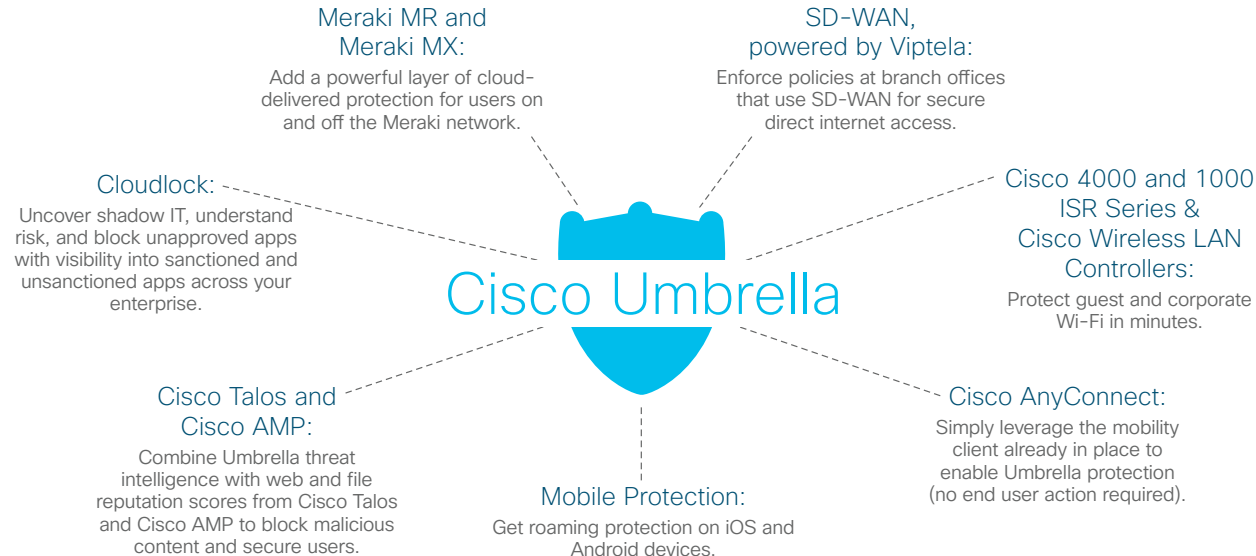 Meraki MR and
Meraki MX:
Add a powerful layer of cloud-
delivered protection for users on
and off the Meraki network.
SD-WAN,
powered by Viptela:
Enforce policies at branch offices
that use SD-WAN for secure
direct internet access.
Cloudlock:
Uncover shadow IT, understand
risk, and block unapproved apps
with visibility into sanctioned and
unsanctioned apps across your
enterprise.
Cisco 4000 and 1000
ISR Series &
Cisco Wireless LAN
Controllers:
Protect guest and corporate
Wi-Fi in minutes.
Cisco Umbrella
Cisco Talos and
Cisco AMP:
Combine Umbrella threat
intelligence with web and file
reputation scores from Cisco Talos
and Cisco AMP to block malicious
content and secure users.
Mobile Protection:
Get roaming protection on iOS and
Android devices.
Cisco AnyConnect:
Simply leverage the mobility
client already in place to
enable Umbrella protection
(no end user action required).